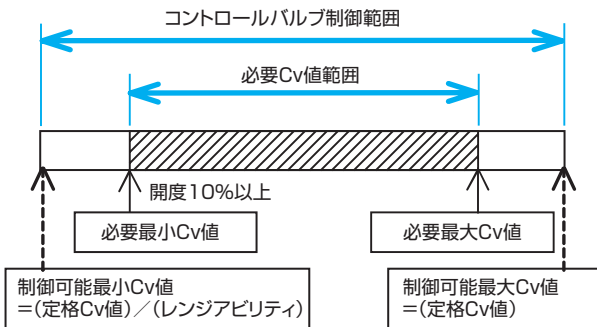 コントロールバルブ制御範囲
必要Cv値範囲
開度10%以上
必要最小Cv値
必要最大Cv値
制御可能最小Cv値
=(定格Cv値)/(レンジアビリティ)
制御可能最大Cv値
=(定格Cv値)